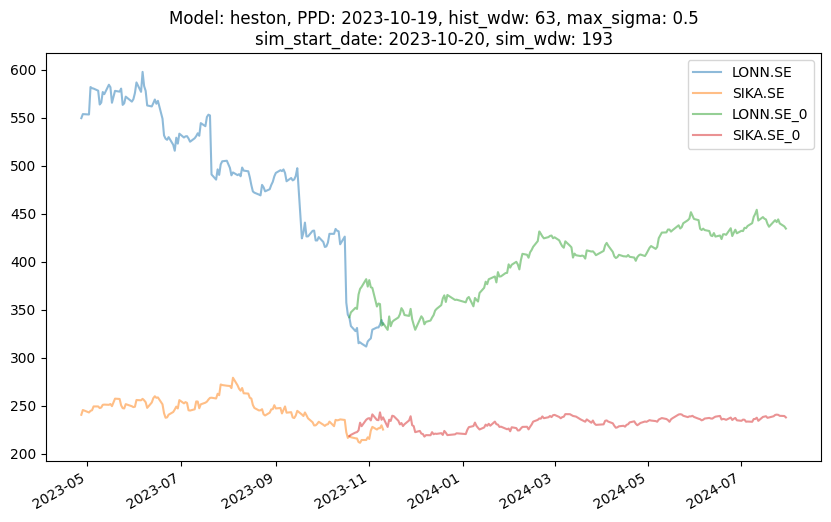 Model: heston, PPD: 2023-10-19, hist_wdw: 63, max_sigma: 0.5
sim_start_date: 2023-10-20, sim_wdw: 193
LONN.SE
SIKA.SE
LONN.SE_0
SIKA.SE_0
600
550
500
450
400
350
300
250
200
2023-05
2023-07
2023-09
2023-11
2024-01
2024-03
2024-05
2024-07